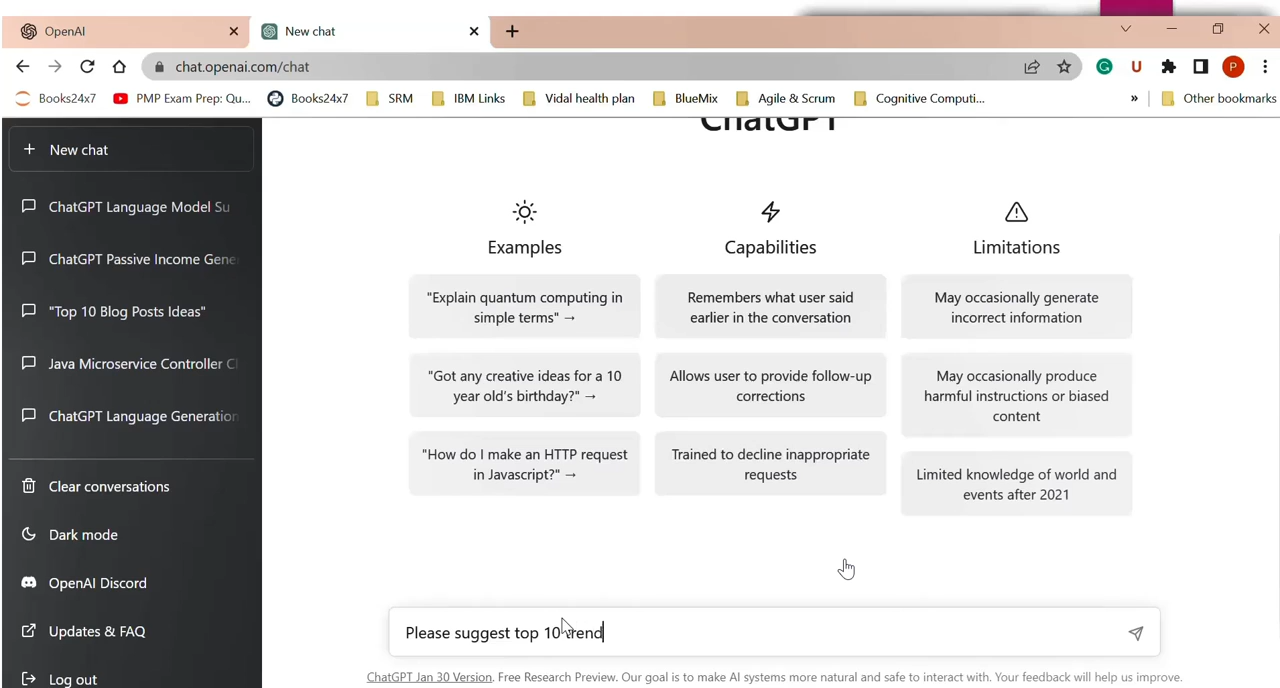 OpenAI
New chat
chat.openai.com/chat
P
Books24x7
PMP Exam Prep: Qu...
Books24x7
SRM
IBM Links
Vidal health plan
BlueMix
Agile & Scrum
Cognitive Computi...
»
Other bookmarks
ChatGPT
+ New chat
ChatGPT Language Model Su
ChatGPT Passive Income Gene
"Top 10 Blog Posts Ideas"
Java Microservice Controller Cl
ChatGPT Language Generation
Clear conversations
Dark mode
OpenAI Discord
Updates & FAQ
Log out
Examples
"Explain quantum computing in
simple terms" →
"Got any creative ideas for a 10
year old's birthday?" →
"How do I make an HTTP request
in Javascript?" →
Capabilities
Remembers what user said
earlier in the conversation
Allows user to provide follow-up
corrections
Trained to decline inappropriate
requests
Limitations
May occasionally generate
incorrect information
May occasionally produce
harmful instructions or biased
content
Limited knowledge of world and
events after 2021
Please suggest top 10 trend
ChatGPT Jan 30 Version. Free Research Preview. Our goal is to make AI systems more natural and safe to interact with. Your feedback will help us improve.